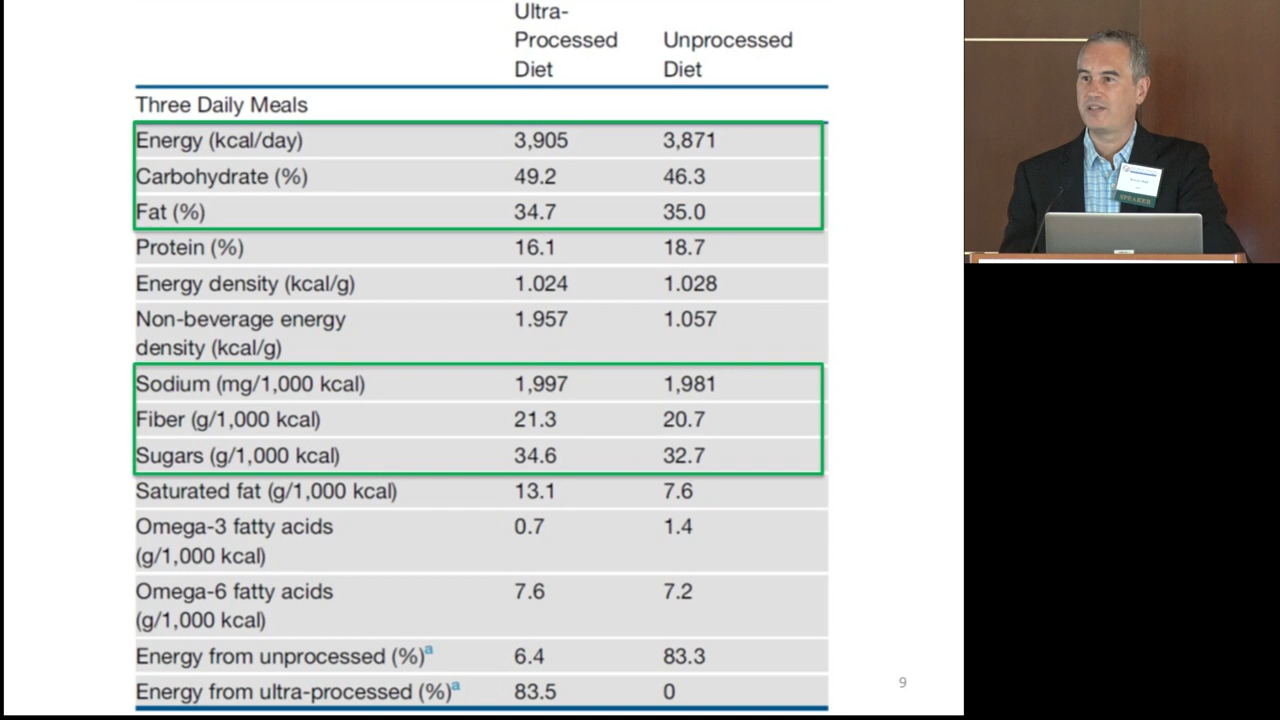 Ultra-
Processed Unprocessed
Diet Diet
Three Daily Meals
Energy (kcal/day) 3,905 3,871
Carbohydrate (%) 49.2 46.3
Fat (%) 34.7 35.0
Protein (%) 16.1 18.7
Energy density (kcal/g) 1.024 1.028
Non-beverage energy 1.957 1.057
density (kcal/g)
Sodium (mg/1,000 kcal) 1,997 1,981
Fiber (g/1,000 kcal) 21.3 20.7
Sugars (g/1,000 kcal) 34.6 32.7
Saturated fat (g/1,000 kcal) 13.1 7.6
Omega-3 fatty acids 0.7 1.4
(g/1,000 kcal)
Omega-6 fatty acids 7.6 7.2
(g/1,000 kcal)
Energy from unprocessed (%)a 6.4 83.3
Energy from ultra-processed (%)a 83.5 0
9
SPEAKER